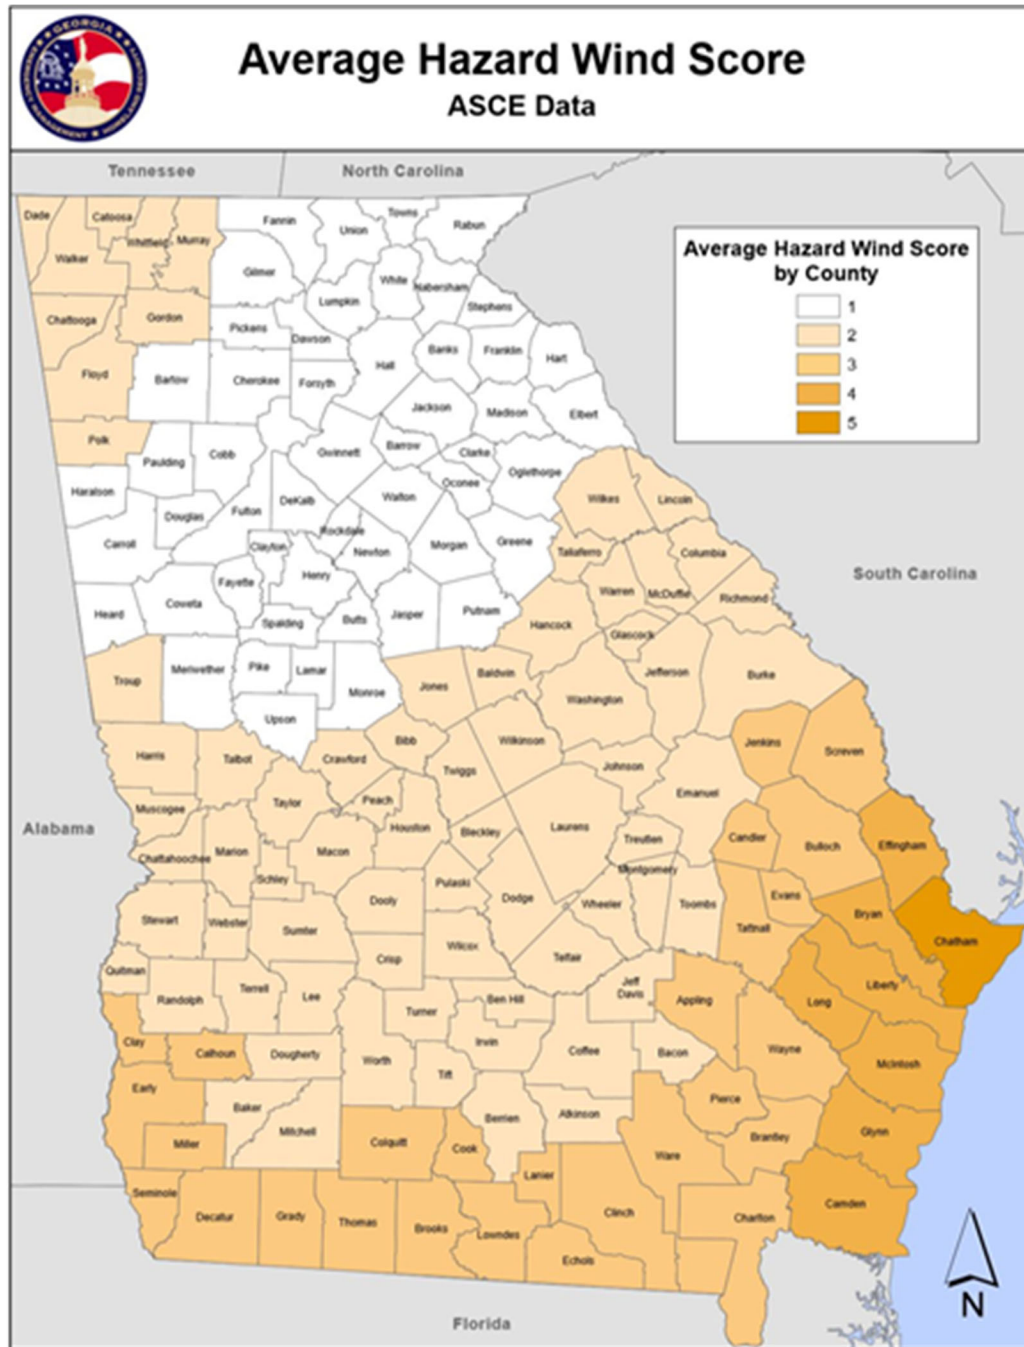 GEORGIA
Average Hazard Wind Score
ASCE Data
Tennessee
North Carolina
Average Hazard Wind Score
by County
1
2
3
4
5
Dade
Catoosa
Whitfield
Murray
Walker
Fannin
Union
Towns
Rabun
Gilmer
White
Habersham
Lumpkin
Stephens
Chattooga
Gordon
Pickens
Dawson
Hall
Banks
Franklin
Hart
Floyd
Bartow
Cherokee
Forsyth
Jackson
Madison
Elbert
Polk
Paulding
Cobb
Gwinnett
Barrow
Clarke
Oconee
Oglethorpe
Haralson
Douglas
Fulton
DeKalb
Walton
Wilkes
Lincoln
Rockdale
Carroll
Clayton
Newton
Morgan
Greene
Taliaferro
Columbia
South Carolina
Fayette
Henry
Warren
McDuffie
Richmond
Heard
Coweta
Spalding
Butts
Jasper
Putnam
Hancock
Glascock
Troup
Meriwether
Pike
Lamar
Monroe
Jones
Baldwin
Washington
Jefferson
Burke
Upson
Harris
Talbot
Crawford
Bibb
Twiggs
Wilkinson
Johnson
Jenkins
Screven
Taylor
Peach
Emanuel
Muscogee
Houston
Bleckley
Laurens
Treutlen
Candler
Bulloch
Effingham
Alabama
Chattahoochee
Marion
Macon
Schley
Montgomery
Pulaski
Dodge
Wheeler
Toombs
Evans
Bryan
Stewart
Webster
Dooly
Sumter
Tattnall
Chatham
Wilcox
Telfair
Quitman
Randolph
Terrell
Lee
Crisp
Jeff
Davis
Appling
Long
Liberty
Turner
Ben Hill
Clay
Calhoun
Dougherty
Worth
Irwin
Coffee
Bacon
Wayne
McIntosh
Early
Baker
Tift
Mitchell
Berrien
Atkinson
Pierce
Miller
Colquitt
Cook
Ware
Brantley
Glynn
Seminole
Decatur
Grady
Thomas
Brooks
Lowndes
Lanier
Clinch
Echols
Charlton
Camden
Florida
N